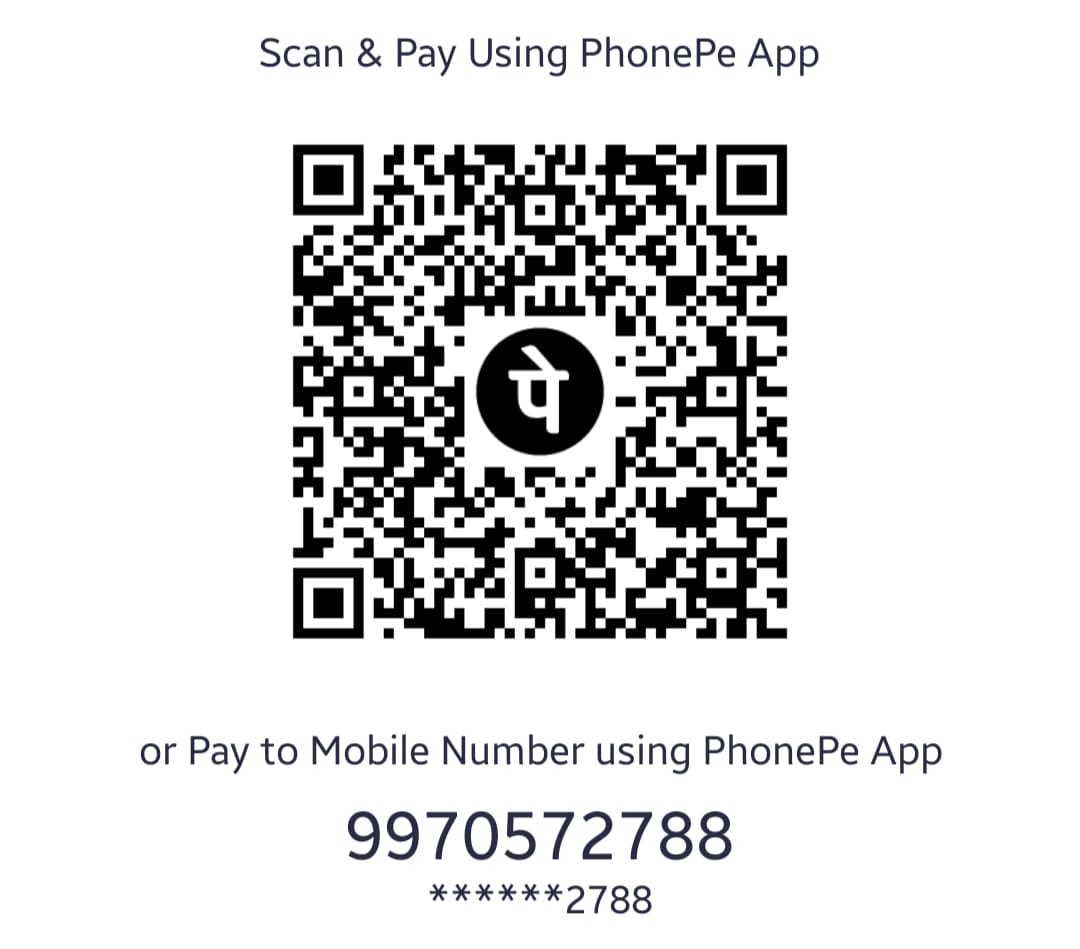 Scan & Pay Using PhonePe App
पे
or Pay to Mobile Number using PhonePe App
9970572788
******2788